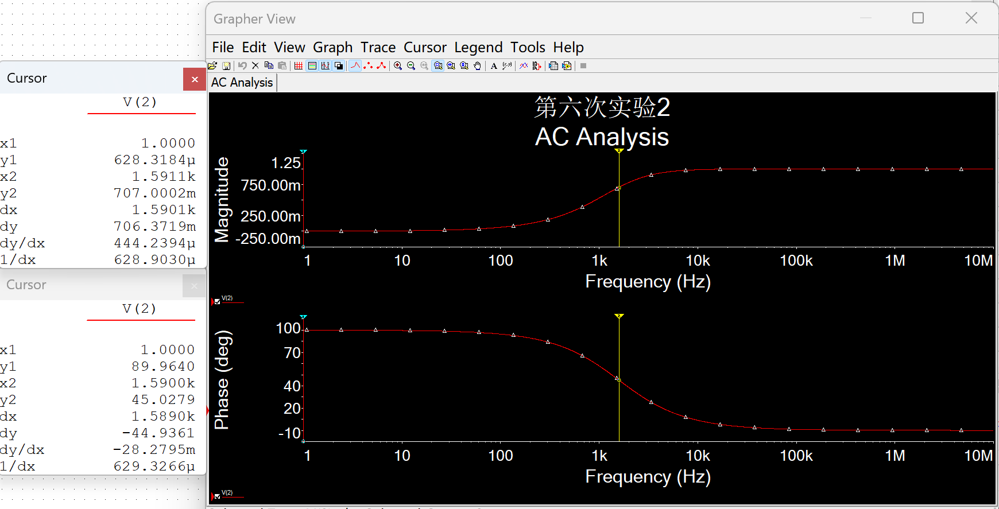 Grapher View
File Edit View Graph Trace Cursor Legend Tools Help
AC Analysis
Cursor
V(2)
x1 1.0000
y1 628.3184µ
x2 1.5911k
y2 707.0002m
dx 1.5901k
dy 706.3719m
dy/dx 444.2394µ
1/dx 628.9030µ
Cursor
V(2)
x1 1.0000
y1 89.9640
x2 1.5900k
y2 45.0279
dx 1.5890k
dy -44.9361
dy/dx -28.2795m
1/dx 629.3266µ
第六次实验2
AC Analysis
Magnitude
1.25
750.00m
250.00m
-250.00m
1 10 100 1k 10k 100k 1M 10M
Frequency (Hz)
V(2)
Phase (deg)
100
70
40
20
-10
1 10 100 1k 10k 100k 1M 10M
Frequency (Hz)
V(2)